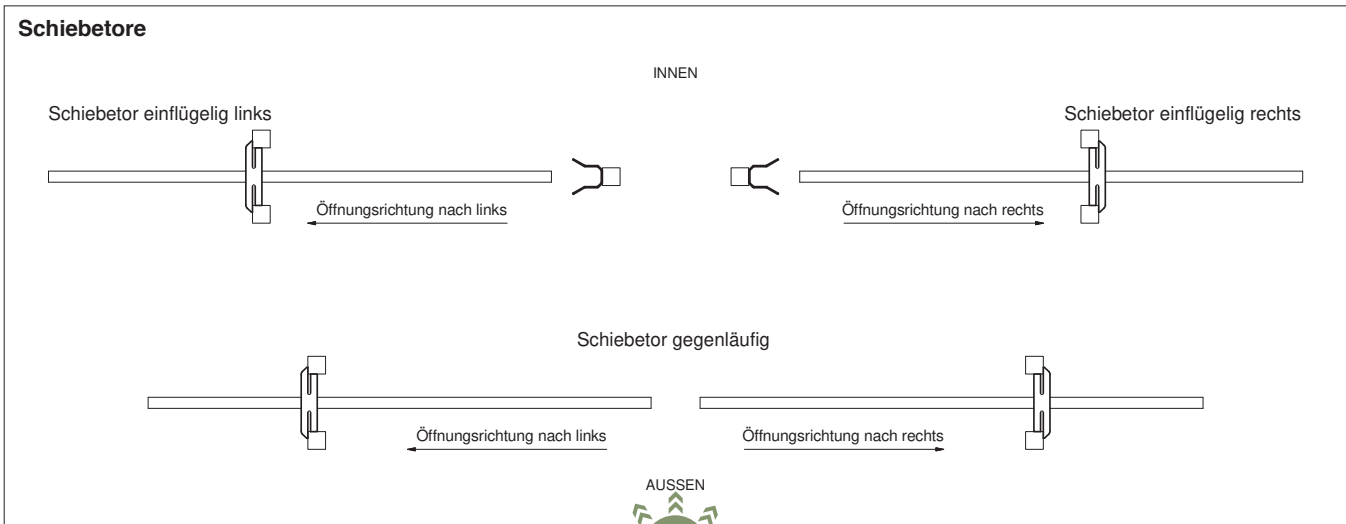 Schiebetore
INNEN
Schiebetor einflügelig links
Schiebetor einflügelig rechts
Öffnungsrichtung nach links
Öffnungsrichtung nach rechts
Schiebetor gegenläufig
Öffnungsrichtung nach links
Öffnungsrichtung nach rechts
AUSSEN